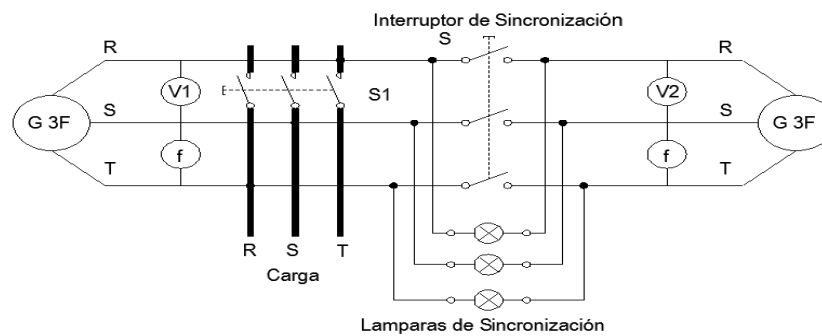 Interruptor de Sincronización
R
S
R
V1
S1
V2
G 3F
S
S
G 3F
f
f
T
T
R S T
Carga
Lamparas de Sincronización